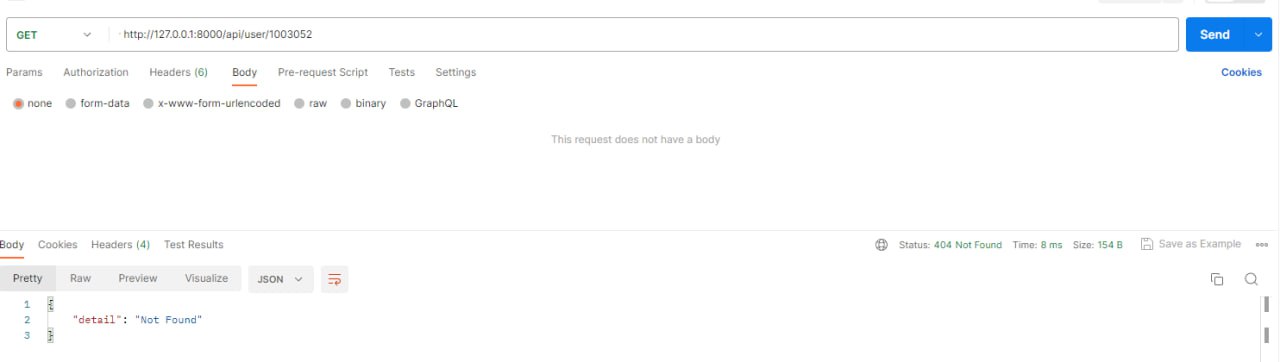 GET http://127.0.0.1:8000/api/user/1003052 Send
Params Authorization Headers (6) Body Pre-request Script Tests Settings Cookies
none form-data x-www-form-urlencoded raw binary GraphQL
This request does not have a body
Body Cookies Headers (4) Test Results Status: 404 Not Found Time: 8 ms Size: 154 B Save as Example
Pretty Raw Preview Visualize JSON
1 {
2 "detail": "Not Found"
3 }